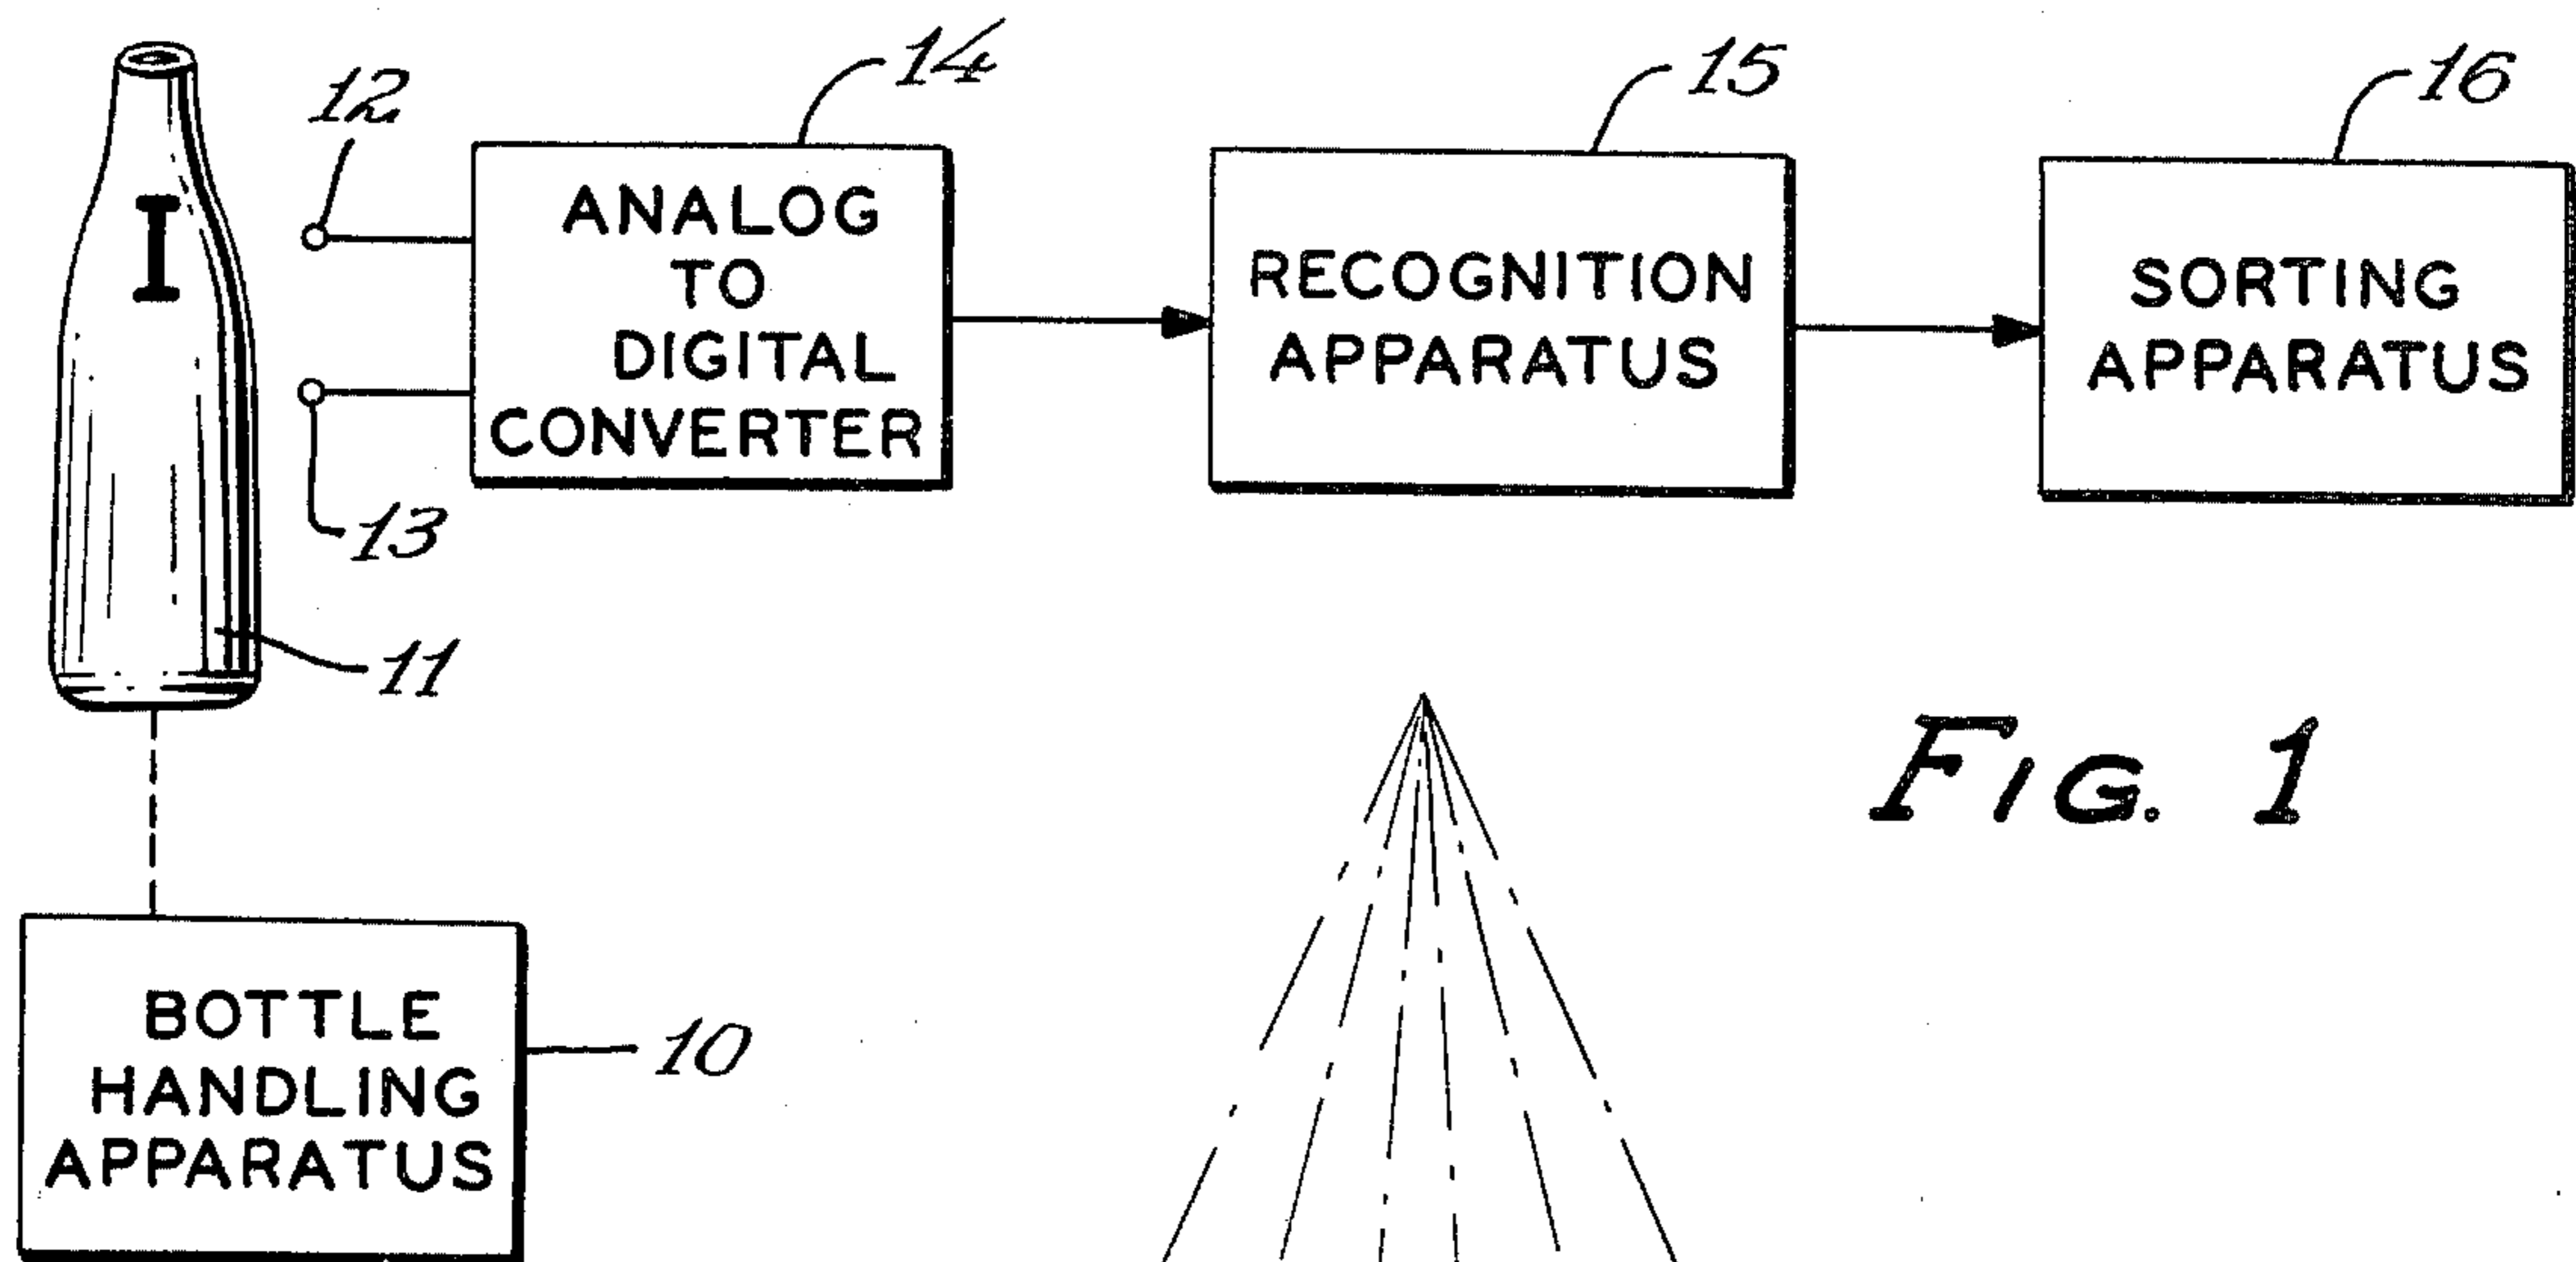 12
14
15
16
I
ANALOG
TO
DIGITAL
CONVERTER
RECOGNITION
APPARATUS
SORTING
APPARATUS
13
11
FIG. 1
BOTTLE
HANDLING
APPARATUS
10